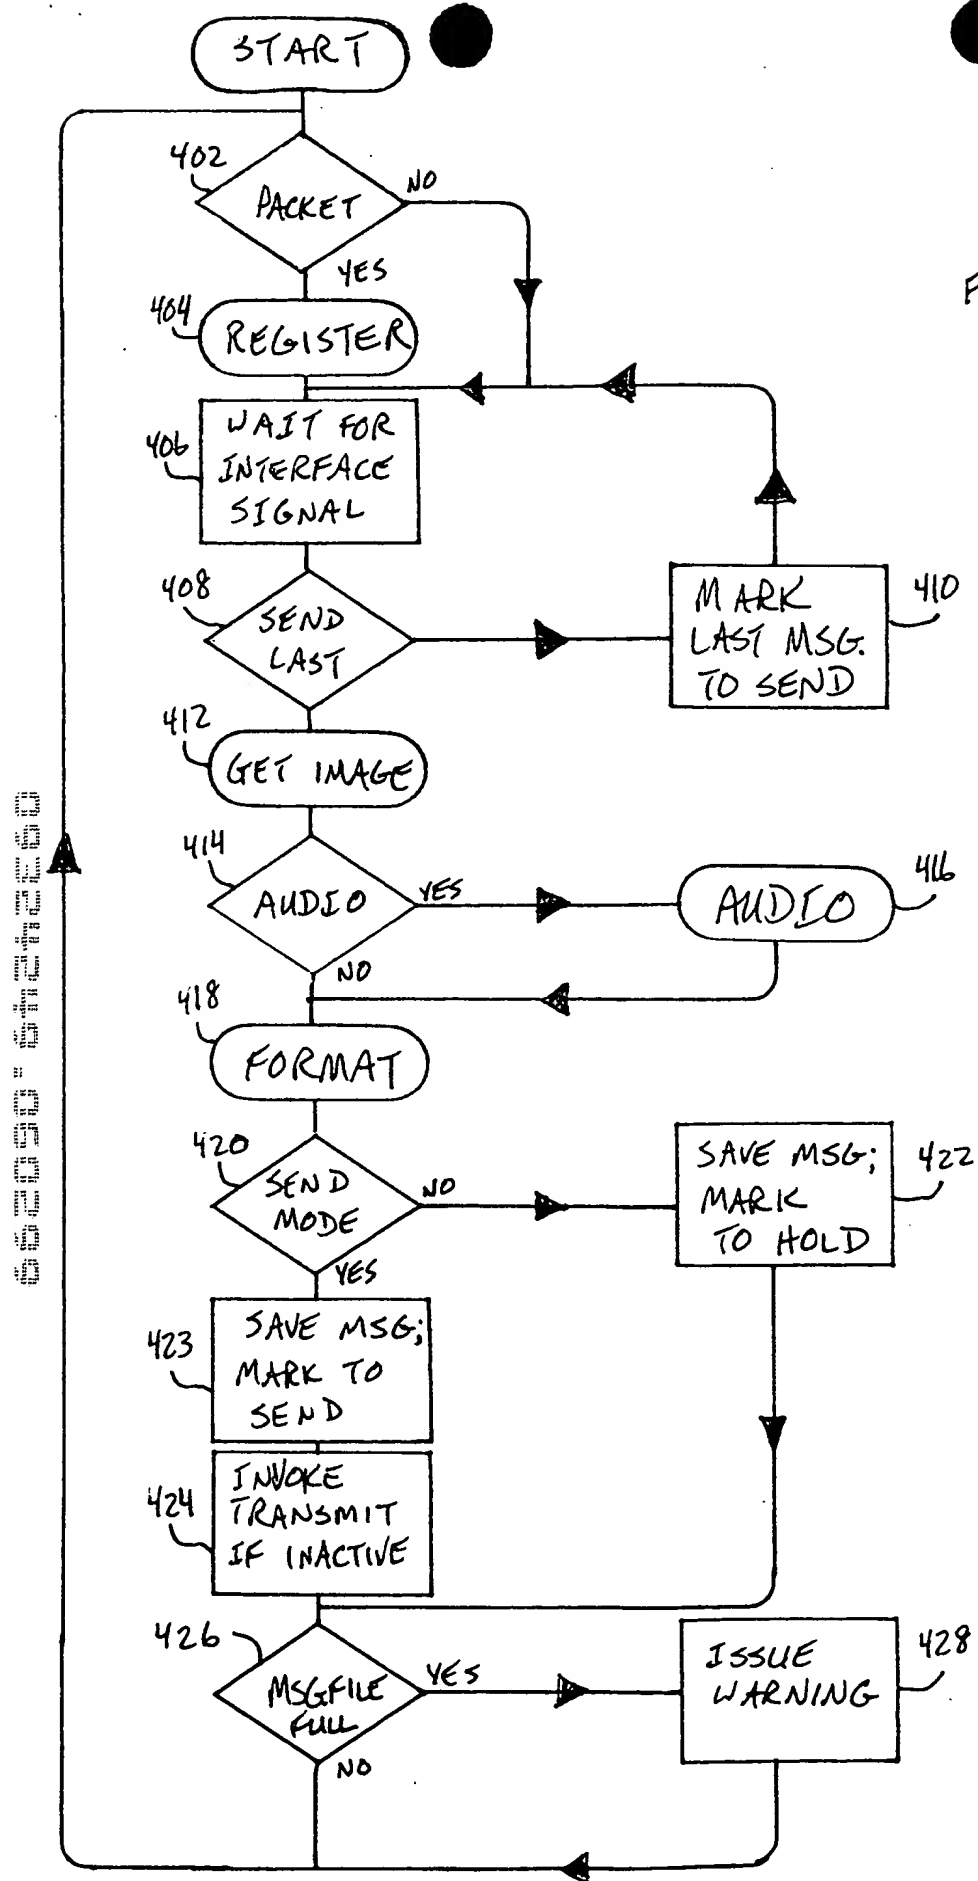 START
402
PACKET
NO
YES
404
REGISTER
406
WAIT FOR
INTERFACE
SIGNAL
408
SEND
LAST
410
MARK
LAST MSG.
TO SEND
412
GET IMAGE
414
AUDIO
YES
416
AUDIO
NO
418
FORMAT
420
SEND
MODE
NO
422
SAVE MSG;
MARK
TO HOLD
YES
423
SAVE MSG;
MARK TO
SEND
424
INVOKE
TRANSMIT
IF INACTIVE
426
MSGFILE
FULL
YES
428
ISSUE
WARNING
NO
F